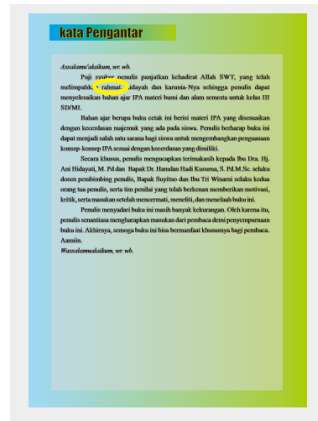 kata Pengantar
Assalamu'alaikum, wr. wb.
Puji syukur penulis panjatkan kehadirat Allah SWT, yang telah
melimpahkan rahmat, hidayah dan karunia-Nya sehingga penulis dapat
menyelesaikan bahan ajar IPA materi bumi dan alam semesta untuk kelas III
SD/MI.
Bahan ajar berupa buku cetak ini berisi materi IPA yang disesuaikan
dengan kecerdasan majemuk yang ada pada siswa. Penulis berharap buku ini
dapat menjadi salah satu sarana bagi siswa untuk mengembangkan penguasaan
konsep-konsep IPA sesuai dengan kecerdasan yang dimiliki.
Secara khusus, penulis mengucapkan terimakasih kepada Ibu Dra. Hj.
Ani Hidayati, M. Pd dan Bapak Dr. Hamdan Hadi Kusuma, S. Pd.M.Sc. selaku
dosen pembimbing penulis, Bapak Suyitno dan Ibu Tri Winarni selaku kedua
orang tua penulis, serta tim penilai yang telah berkenan memberikan motivasi,
kritik, serta masukan setelah mencermati, meneliti, dan menelaah buku ini.
Penulis menyadari buku ini masih banyak kekurangan. Oleh karena itu,
penulis senantiasa mengharapkan masukan dari pembaca demi penyempurnaan
buku ini. Akhirnya, semoga buku ini bisa bermanfaat khususnya bagi pembaca.
Aamiin.
Wassalamualaikum, wr. wb.